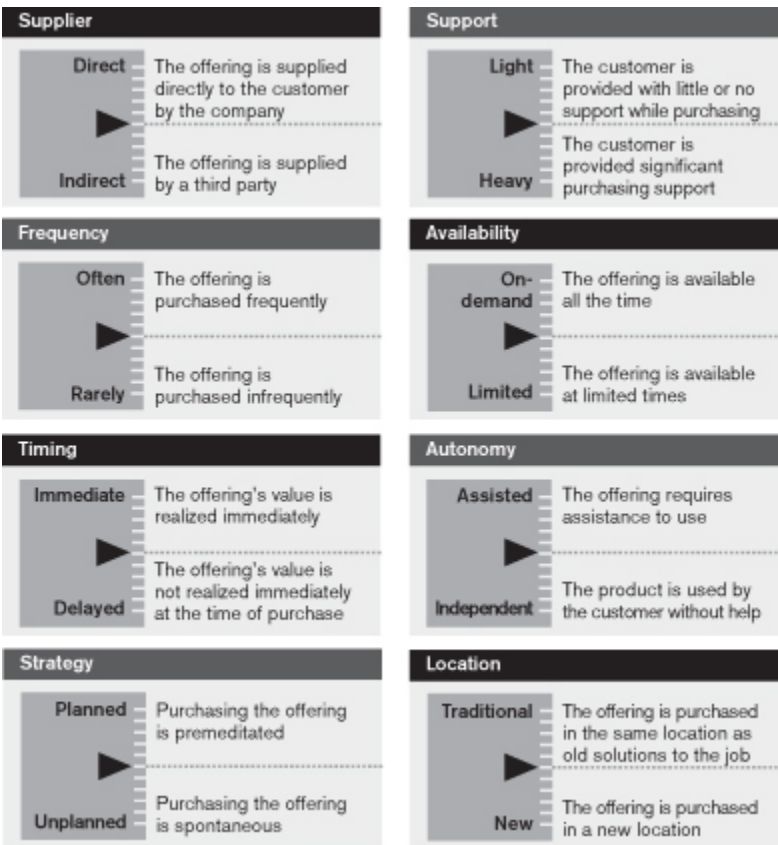 Supplier
Direct
The offering is supplied
directly to the customer
by the company
Indirect
The offering is supplied
by a third party
Support
Light
The customer is
provided with little or no
support while purchasing
Heavy
The customer is
provided significant
purchasing support
Frequency
Often
The offering is
purchased frequently
Rarely
The offering is
purchased infrequently
Availability
On-
demand
The offering is available
all the time
Limited
The offering is available
at limited times
Timing
Immediate
The offering's value is
realized immediately
Delayed
The offering's value is
not realized immediately
at the time of purchase
Autonomy
Assisted
The offering requires
assistance to use
Independent
The product is used by
the customer without help
Strategy
Planned
Purchasing the offering
is premeditated
Unplanned
Purchasing the offering
is spontaneous
Location
Traditional
The offering is purchased
in the same location as
old solutions to the job
New
The offering is purchased
in a new location